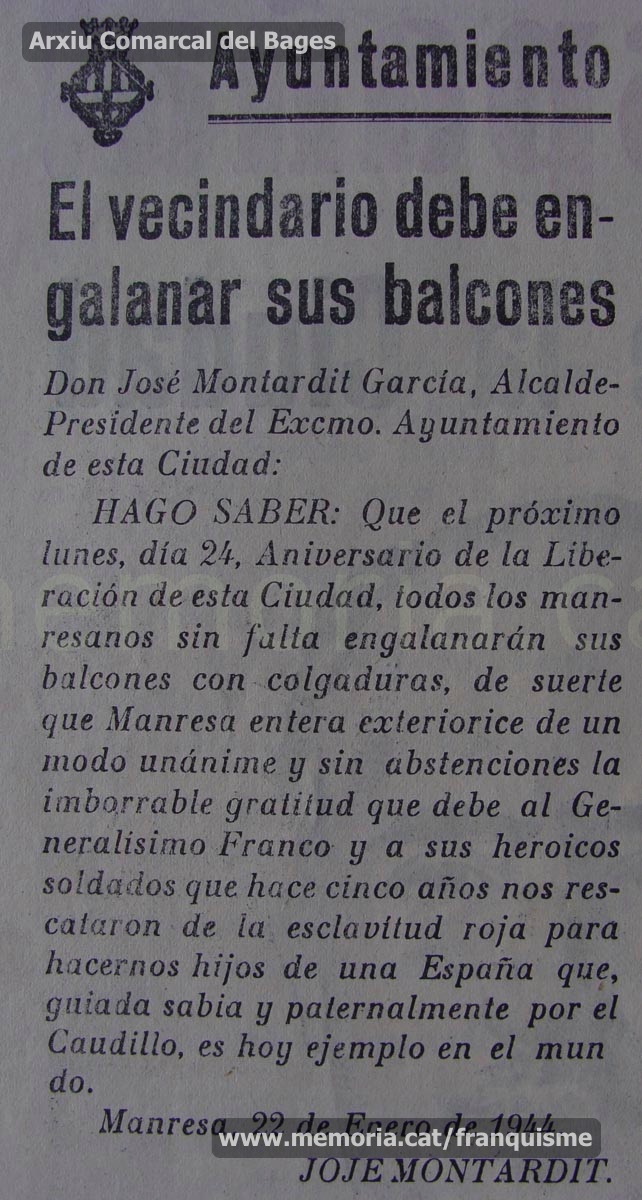 Arxiu Comarcal del Bages
Ayuntamiento
El vecindario debe en-
galanar sus balcones
Don José Montardit García, Alcalde-
Presidente del Excmo. Ayuntamiento
de esta Ciudad:
HAGO SABER: Que el próximo
lunes, día 24, Aniversario de la Libe-
ración de esta Ciudad, todos los man-
resanos sin falta engalanarán sus
balcones con colgaduras, de suerte
que Manresa entera exteriorice de un
modo unánime y sin abstenciones la
imborrable gratitud que debe al Ge-
neralísimo Franco y a sus heroicos
soldados que hace cinco años nos res-
cataron de la esclavitud roja para
hacernos hijos de una España que,
guiada sabia y paternalmente por el
Caudillo, es hoy ejemplo en el mun
do.
Manresa, 22 de Enero de 1944
www.memoria.cat/franquisme
JOJE MONTARDIT.